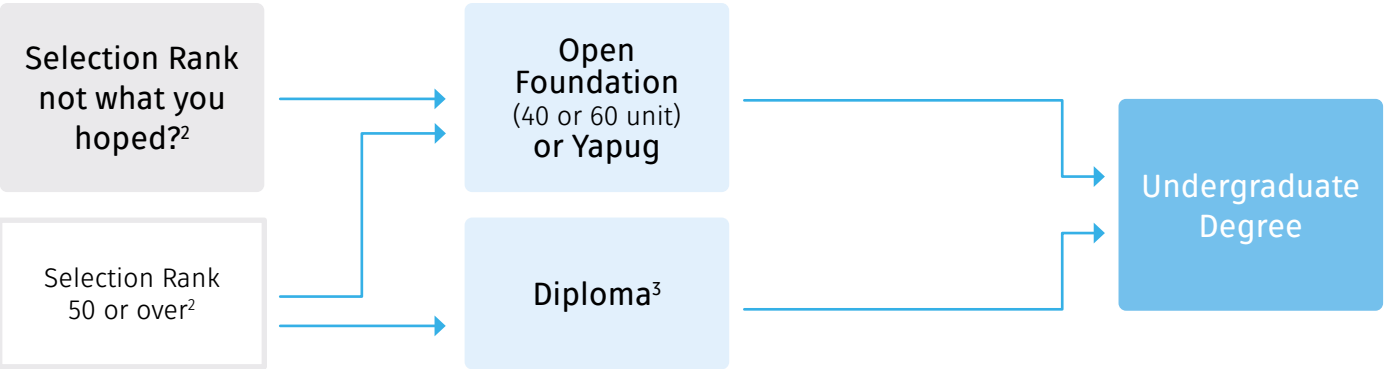 Selection Rank
not what you
hoped?²
Open
Foundation
(40 or 60 unit)
or Yapug
Undergraduate
Degree
Selection Rank
50 or over²
Diploma³